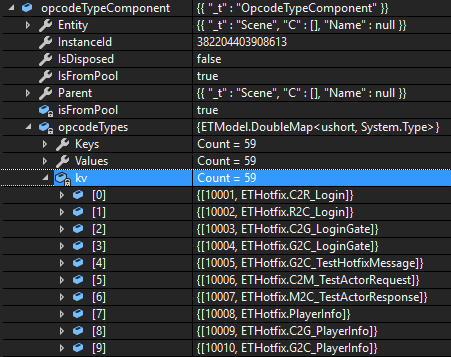 opcodeTypeComponent {{ "_t" : "OpcodeTypeComponent" }}
Entity {{ "_t" : "Scene", "C" : [], "Name" : null }}
InstanceId 382204403908613
IsDisposed false
IsFromPool true
Parent {{ "_t" : "Scene", "C" : [], "Name" : null }}
isFromPool true
opcodeTypes {ETModel.DoubleMap<ushort, System.Type>}
Keys Count = 59
Values Count = 59
kv Count = 59
[0] {[10001, ETHotfix.C2R_Login]}
[1] {[10002, ETHotfix.R2C_Login]}
[2] {[10003, ETHotfix.C2G_LoginGate]}
[3] {[10004, ETHotfix.G2C_LoginGate]}
[4] {[10005, ETHotfix.G2C_TestHotfixMessage]}
[5] {[10006, ETHotfix.C2M_TestActorRequest]}
[6] {[10007, ETHotfix.M2C_TestActorResponse]}
[7] {[10008, ETHotfix.PlayerInfo]}
[8] {[10009, ETHotfix.C2G_PlayerInfo]}
[9] {[10010, ETHotfix.G2C_PlayerInfo]}